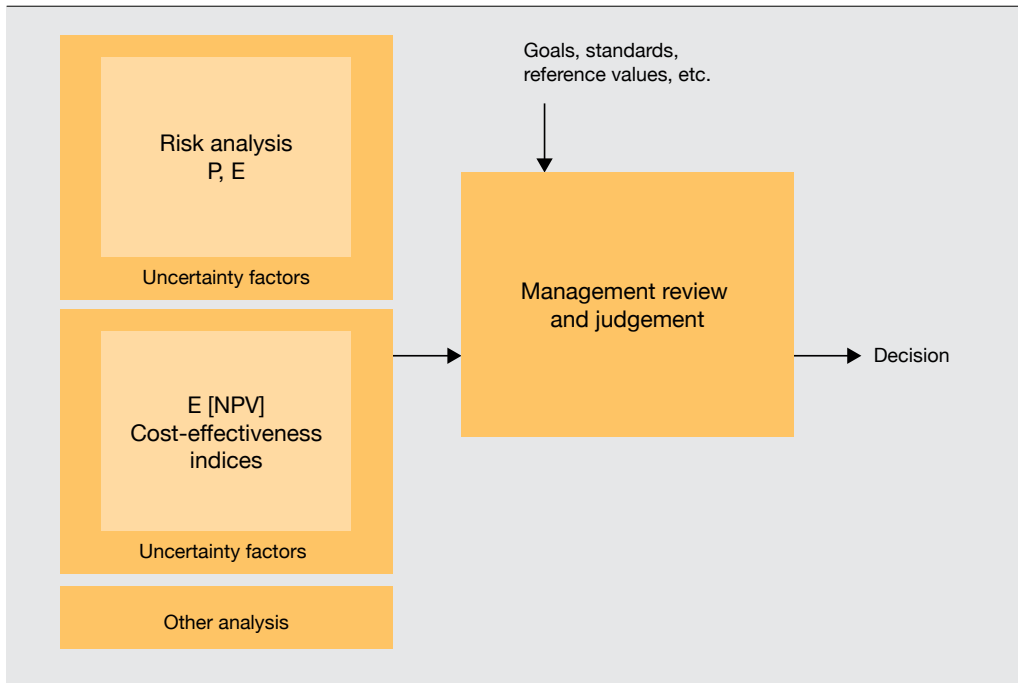 Risk analysis
P, E
Uncertainty factors
E [NPV]
Cost-effectiveness
indices
Uncertainty factors
Other analysis
Goals, standards,
reference values, etc.
Management review
and judgement
Decision